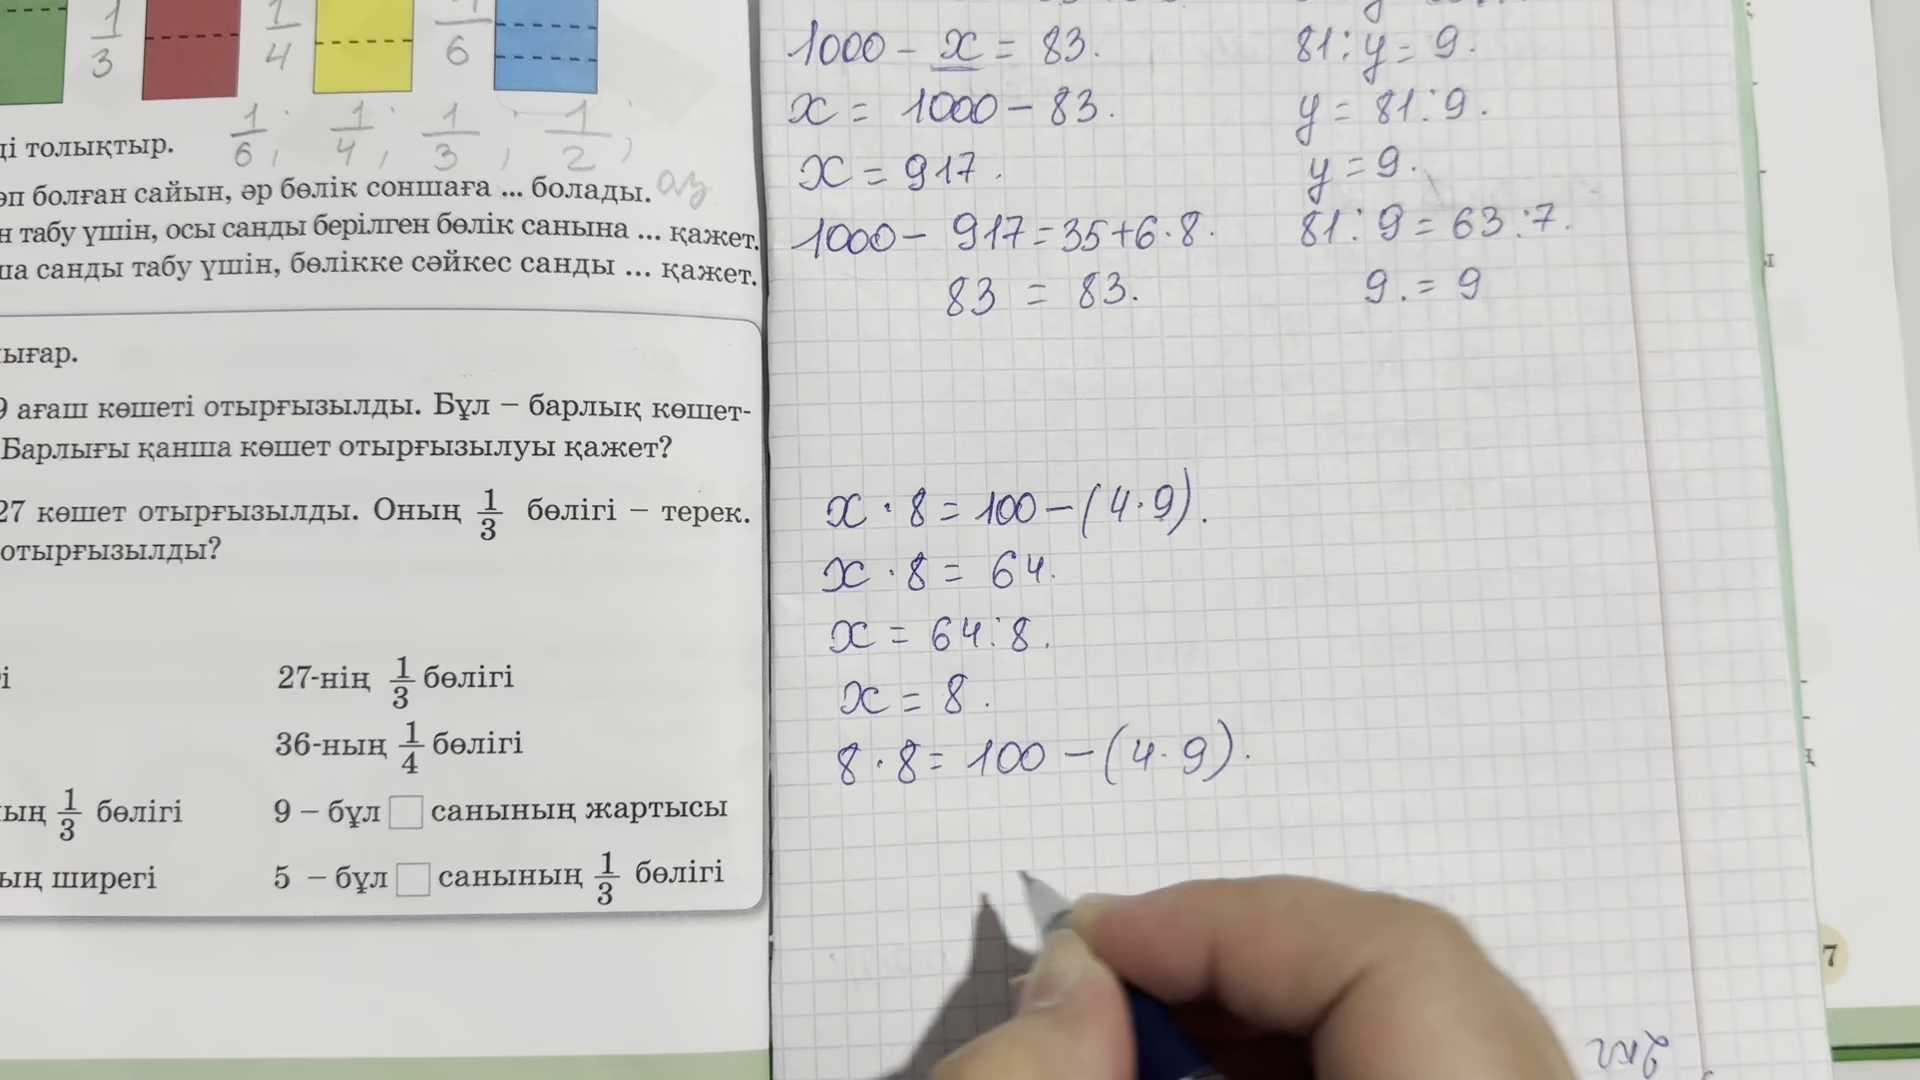 1/3 1/4 1/6
1/6; 1/4; 1/3; 1/2;
ді толықтыр.
болған сайын, әр бөлік соншаға ... болады. аз
н табу үшін, осы санды берілген бөлік санына ... қажет.
ша санды табу үшін, бөлікке сәйкес санды ... қажет.
ығар.
9 ағаш көшеті отырғызылды. Бұл – барлық көшет-
Барлығы қанша көшет отырғызылуы қажет?
27 көшет отырғызылды. Оның 1/3 бөлігі – терек.
отырғызылды?
і
27-нің 1/3 бөлігі
36-ның 1/4 бөлігі
ың 1/3 бөлігі
9 – бұл □ санының жартысы
ың ширегі
5 – бұл □ санының 1/3 бөлігі
1000 - x = 83.
x = 1000 - 83.
x = 917.
1000 - 917 = 35 + 6 · 8.
83 = 83.
81 : y = 9.
y = 81 : 9.
y = 9.
81 : 9 = 63 : 7.
9. = 9
x · 8 = 100 - (4 · 9).
x · 8 = 64.
x = 64 : 8.
x = 8.
8 · 8 = 100 - (4 · 9).
7
2кг